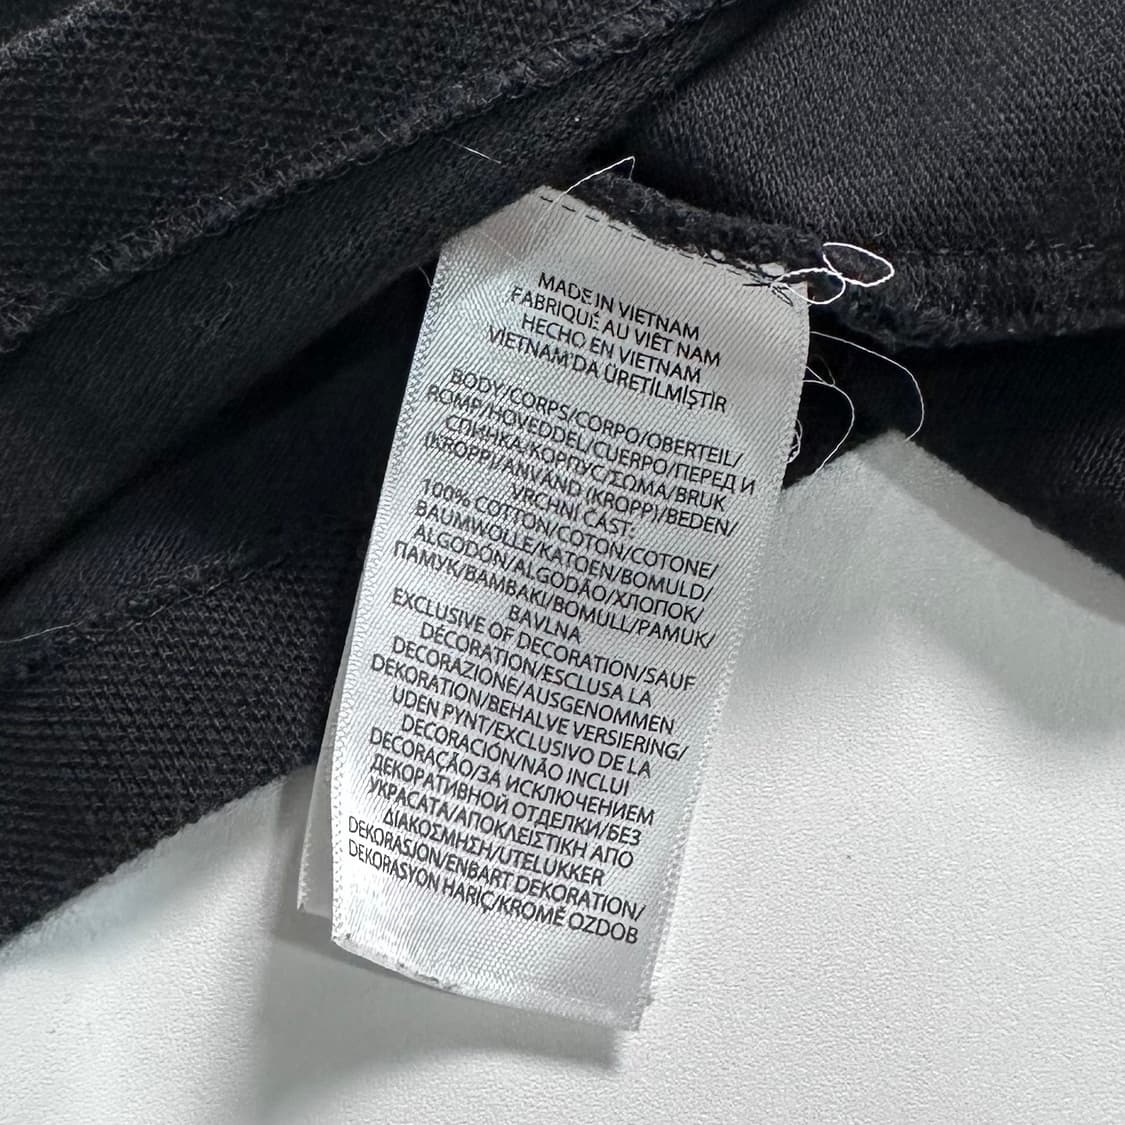 MADE IN VIETNAM
FABRIQUÉ AU VIÊT NAM
HECHO EN VIETNAM
VIETNAM'DA ÜRETİLMİŞTİR
BODY/CORPS/CORPO/OBERTEIL/
ROMP/HOVEDDEL/CUERPO/ПЕРЕД И
СПИНКА/КОРПУС/ΣΩΜΑ/BRUK
(KROPP)/ANVÄND (KROPP)/BEDEN/
VRCHNÍ ČÁST:
100% COTTON/COTON/COTONE/
BAUMWOLLE/KATOEN/BOMULD/
ALGODÓN/ALGODÃO/ХЛОПОК/
ПАМУК/ΒΑΜΒΑΚΙ/BOMULL/PAMUK/
BAVLNA
EXCLUSIVE OF DECORATION/SAUF
DÉCORATION/ESCLUSA LA
DECORAZIONE/AUSGENOMMEN
DEKORATION/BEHALVE VERSIERING/
UDEN PYNT/EXCLUSIVO DE LA
DECORACIÓN/NÃO INCLUI
DECORAÇÃO/ЗА ИСКЛЮЧЕНИЕМ
ДЕКОРАТИВНОЙ ОТДЕЛКИ/БЕЗ
УКРАСАТА/ΑΠΟΚΛΕΙΣΤΙΚΗ ΑΠΟ
ΔΙΑΚΟΣΜΗΣΗ/UTELUKKER
DEKORASJON/ENBART DEKORATION/
DEKORASYON HARİÇ/KROMĚ OZDOB